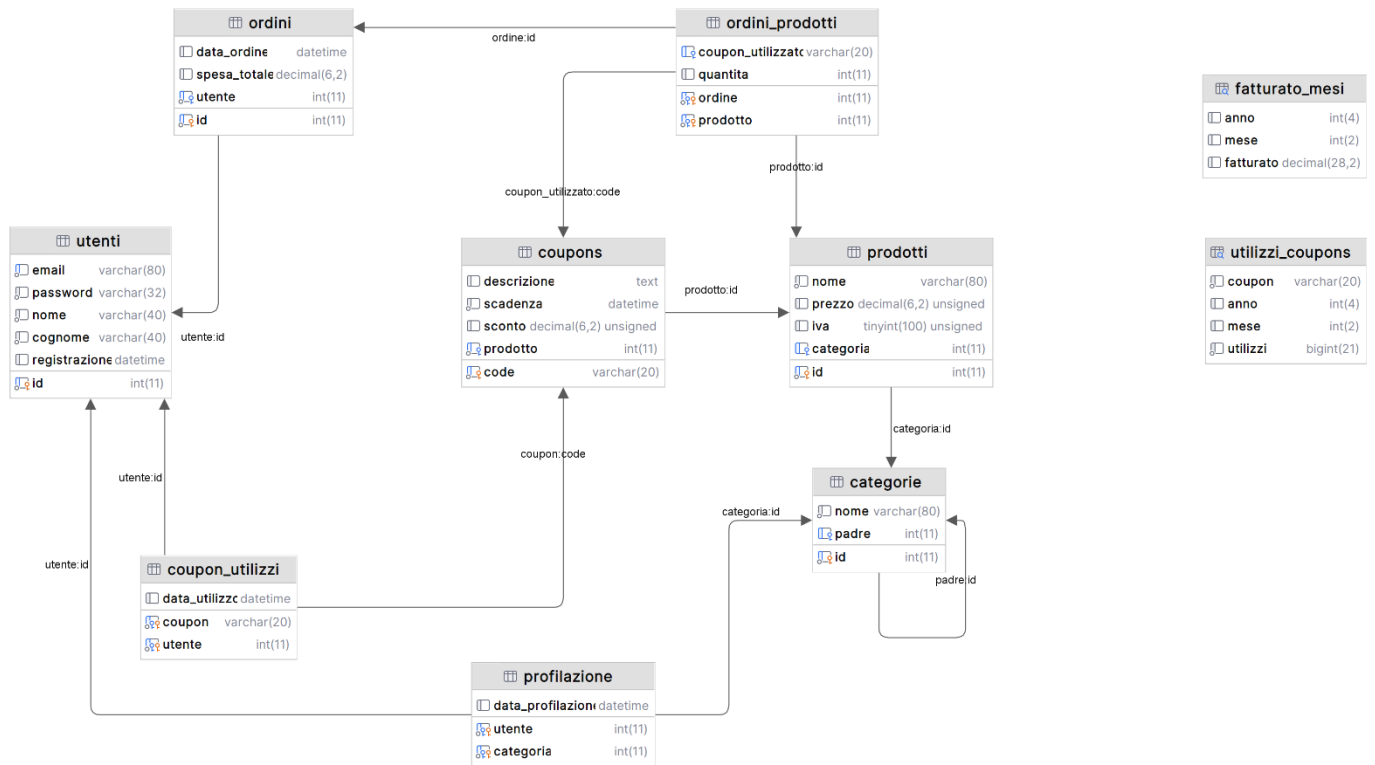 ordini
data_ordine datetime
spesa_totale decimal(6,2)
utente int(11)
id int(11)
ordine:id
ordini_prodotti
coupon_utilizzato varchar(20)
quantita int(11)
ordine int(11)
prodotto int(11)
fatturato_mesi
anno int(4)
mese int(2)
fatturato decimal(28,2)
prodotto:id
coupon_utilizzato:code
utenti
email varchar(80)
password varchar(32)
nome varchar(40)
cognome varchar(40)
registrazione datetime
id int(11)
utente:id
coupons
descrizione text
scadenza datetime
sconto decimal(6,2) unsigned
prodotto int(11)
code varchar(20)
prodotto:id
prodotti
nome varchar(80)
prezzo decimal(6,2) unsigned
iva tinyint(100) unsigned
categoria int(11)
id int(11)
utilizzi_coupons
coupon varchar(20)
anno int(4)
mese int(2)
utilizzi bigint(21)
categoria:id
coupon:code
utente:id
categorie
nome varchar(80)
padre int(11)
id int(11)
categoria:id
padre:id
utente:id
coupon_utilizzi
data_utilizzo datetime
coupon varchar(20)
utente int(11)
profilazione
data_profilazion datetime
utente int(11)
categoria int(11)